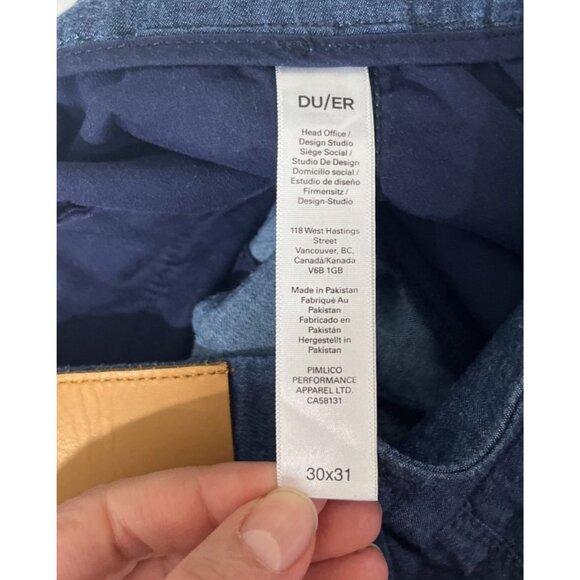 DU/ER
Head Office /
Design Studio
Siège Social /
Studio De Design
Domicilio social /
Estudio de diseño
Firmensitz /
Design-Studio
118 West Hastings
Street
Vancouver, BC,
Canadá/Kanada
V6B 1GB
Made in Pakistan
Fabriqué Au
Pakistan
Fabricado en
Pakistán
Hergestellt in
Pakistan
PIMLICO
PERFORMANCE
APPAREL LTD.
CA58131
30x31